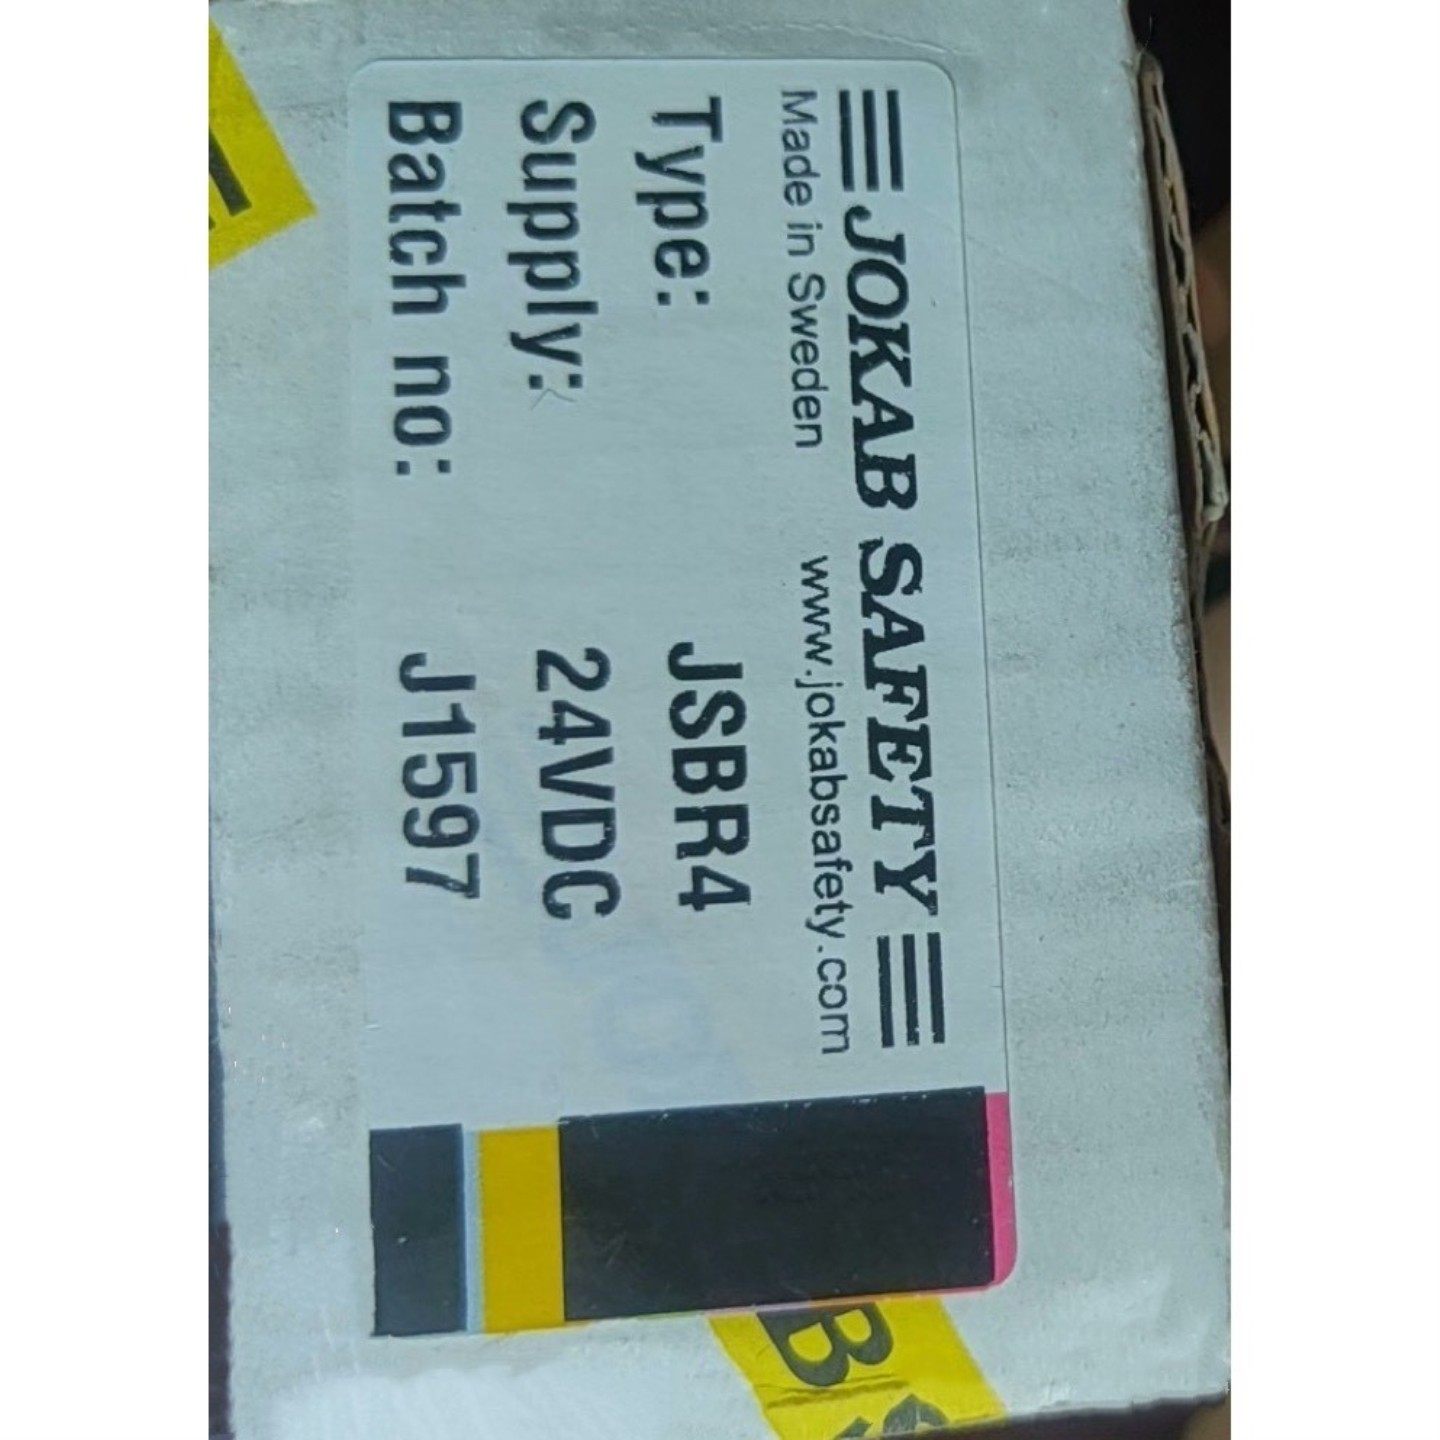 JOKAB SAFETY
Made in Sweden www.jokabsafety.com
Type: JSBR4
Supply: 24VDC
Batch no: J1597